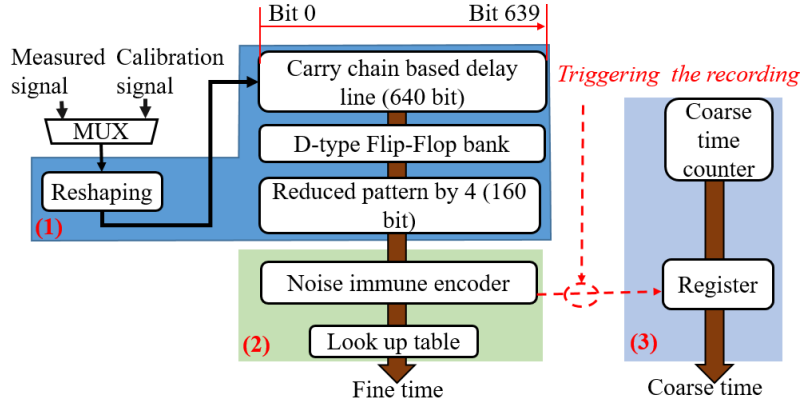 Bit 0
Bit 639
Measured
signal
Calibration
signal
MUX
Reshaping
(1)
Carry chain based delay
line (640 bit)
D-type Flip-Flop bank
Reduced pattern by 4 (160
bit)
Noise immune encoder
Look up table
(2)
Fine time
Triggering the recording
Coarse
time
counter
Register
(3)
Coarse time